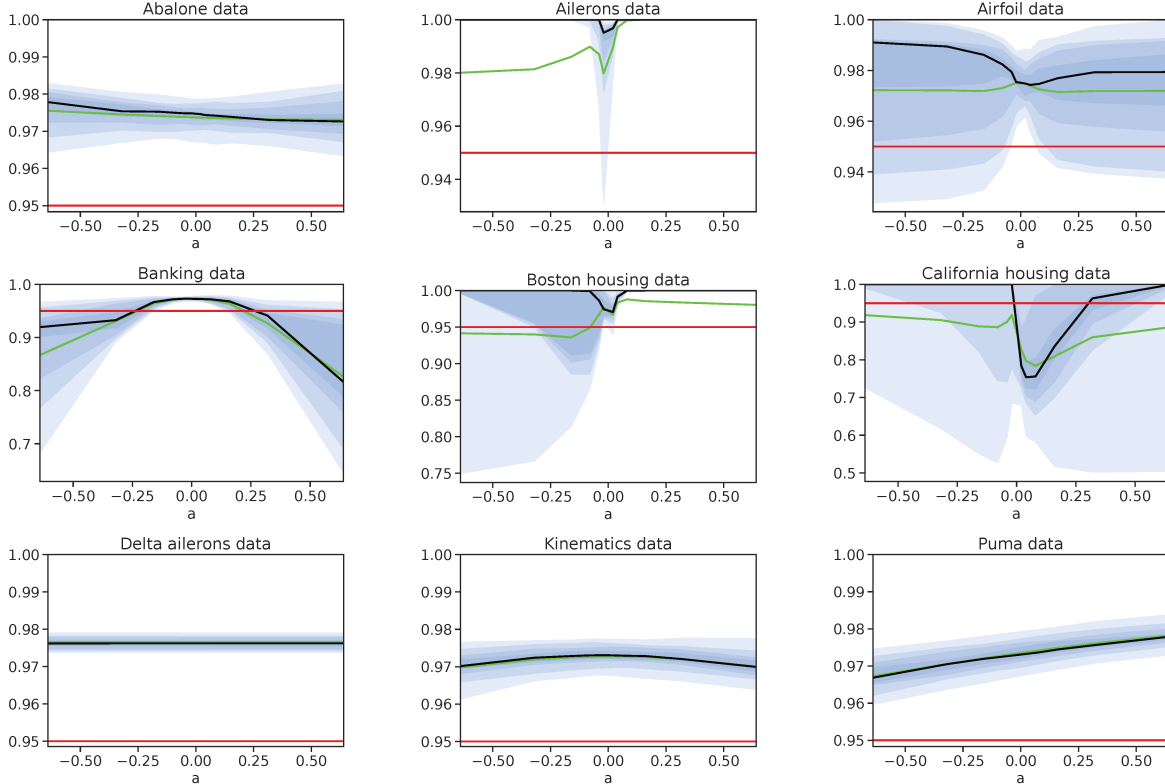 Abalone data
1.00
0.99
0.98
0.97
0.96
0.95
−0.50 −0.25 0.00 0.25 0.50
a
Ailerons data
1.00
0.98
0.96
0.94
−0.50 −0.25 0.00 0.25 0.50
a
Airfoil data
1.00
0.98
0.96
0.94
−0.50 −0.25 0.00 0.25 0.50
a
Banking data
1.0
0.9
0.8
0.7
−0.50 −0.25 0.00 0.25 0.50
a
Boston housing data
1.00
0.95
0.90
0.85
0.80
0.75
−0.50 −0.25 0.00 0.25 0.50
a
California housing data
1.0
0.9
0.8
0.7
0.6
0.5
−0.50 −0.25 0.00 0.25 0.50
a
Delta ailerons data
1.00
0.99
0.98
0.97
0.96
0.95
−0.50 −0.25 0.00 0.25 0.50
a
Kinematics data
1.00
0.99
0.98
0.97
0.96
0.95
−0.50 −0.25 0.00 0.25 0.50
a
Puma data
1.00
0.99
0.98
0.97
0.96
0.95
−0.50 −0.25 0.00 0.25 0.50
a